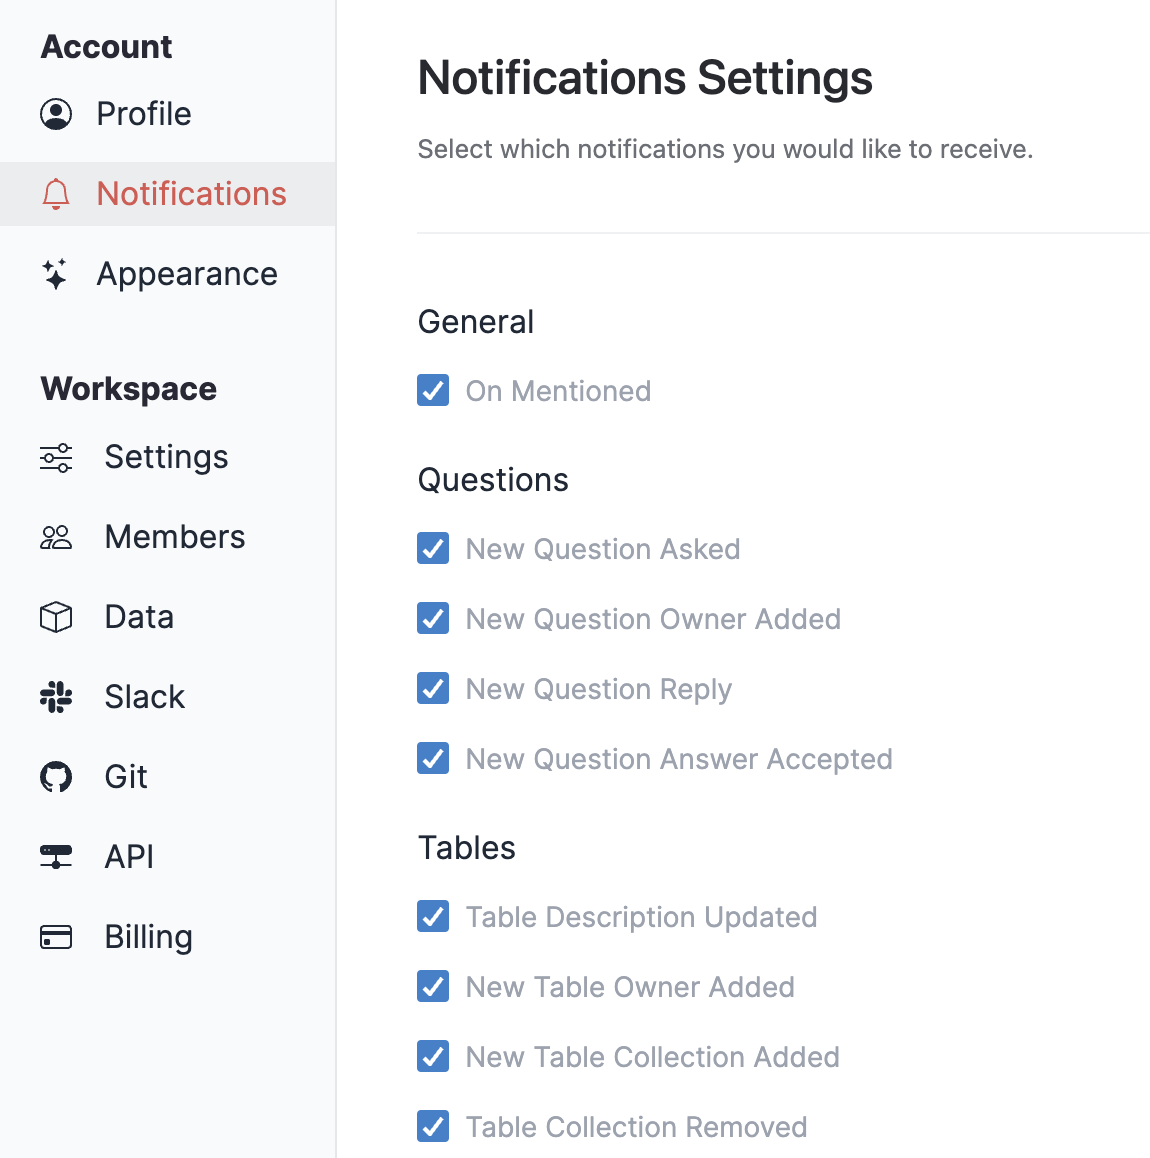 Account
Profile
Notifications
Appearance
Workspace
Settings
Members
Data
Slack
Git
API
Billing
Notifications Settings
Select which notifications you would like to receive.
General
On Mentioned
Questions
New Question Asked
New Question Owner Added
New Question Reply
New Question Answer Accepted
Tables
Table Description Updated
New Table Owner Added
New Table Collection Added
Table Collection Removed